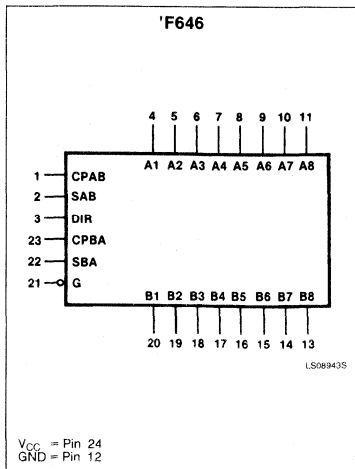 'F646
4 5 6 7 8 9 10 11
A1 A2 A3 A4 A5 A6 A7 A8
1 CPAB
2 SAB
3 DIR
23 CPBA
22 SBA
21 G
B1 B2 B3 B4 B5 B6 B7 B8
20 19 18 17 16 15 14 13
LS08943S
VCC = Pin 24
GND = Pin 12